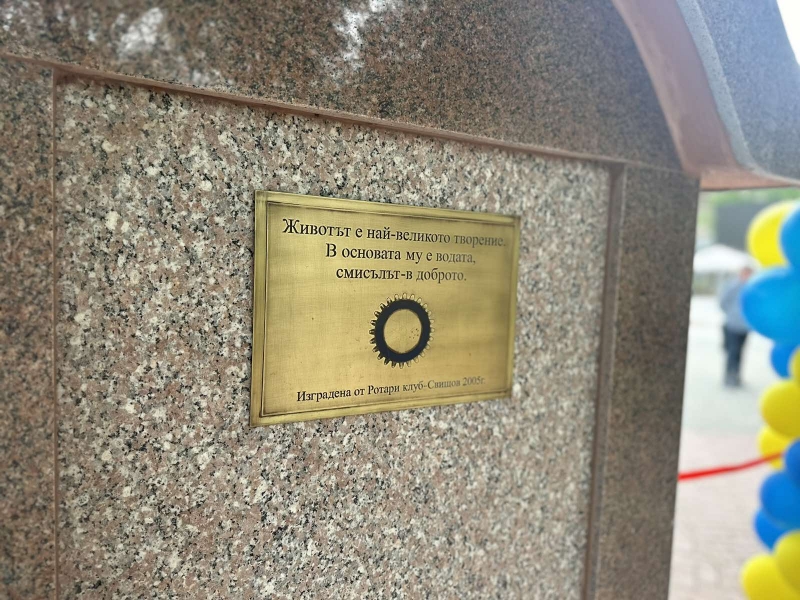 Животът е най-великото творение.
В основата му е водата,
смисълът-в доброто.
Изградена от Ротари клуб-Свищов 2005г.